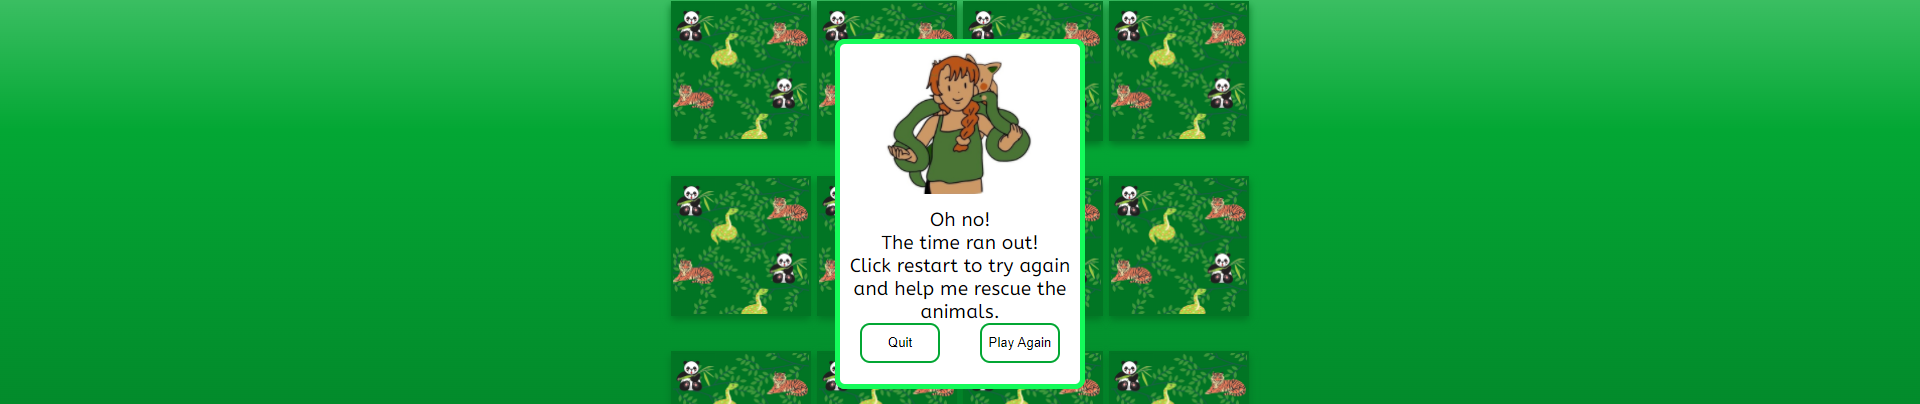 Oh no!
The time ran out!
Click restart to try again
and help me rescue the
animals.
Quit
Play Again